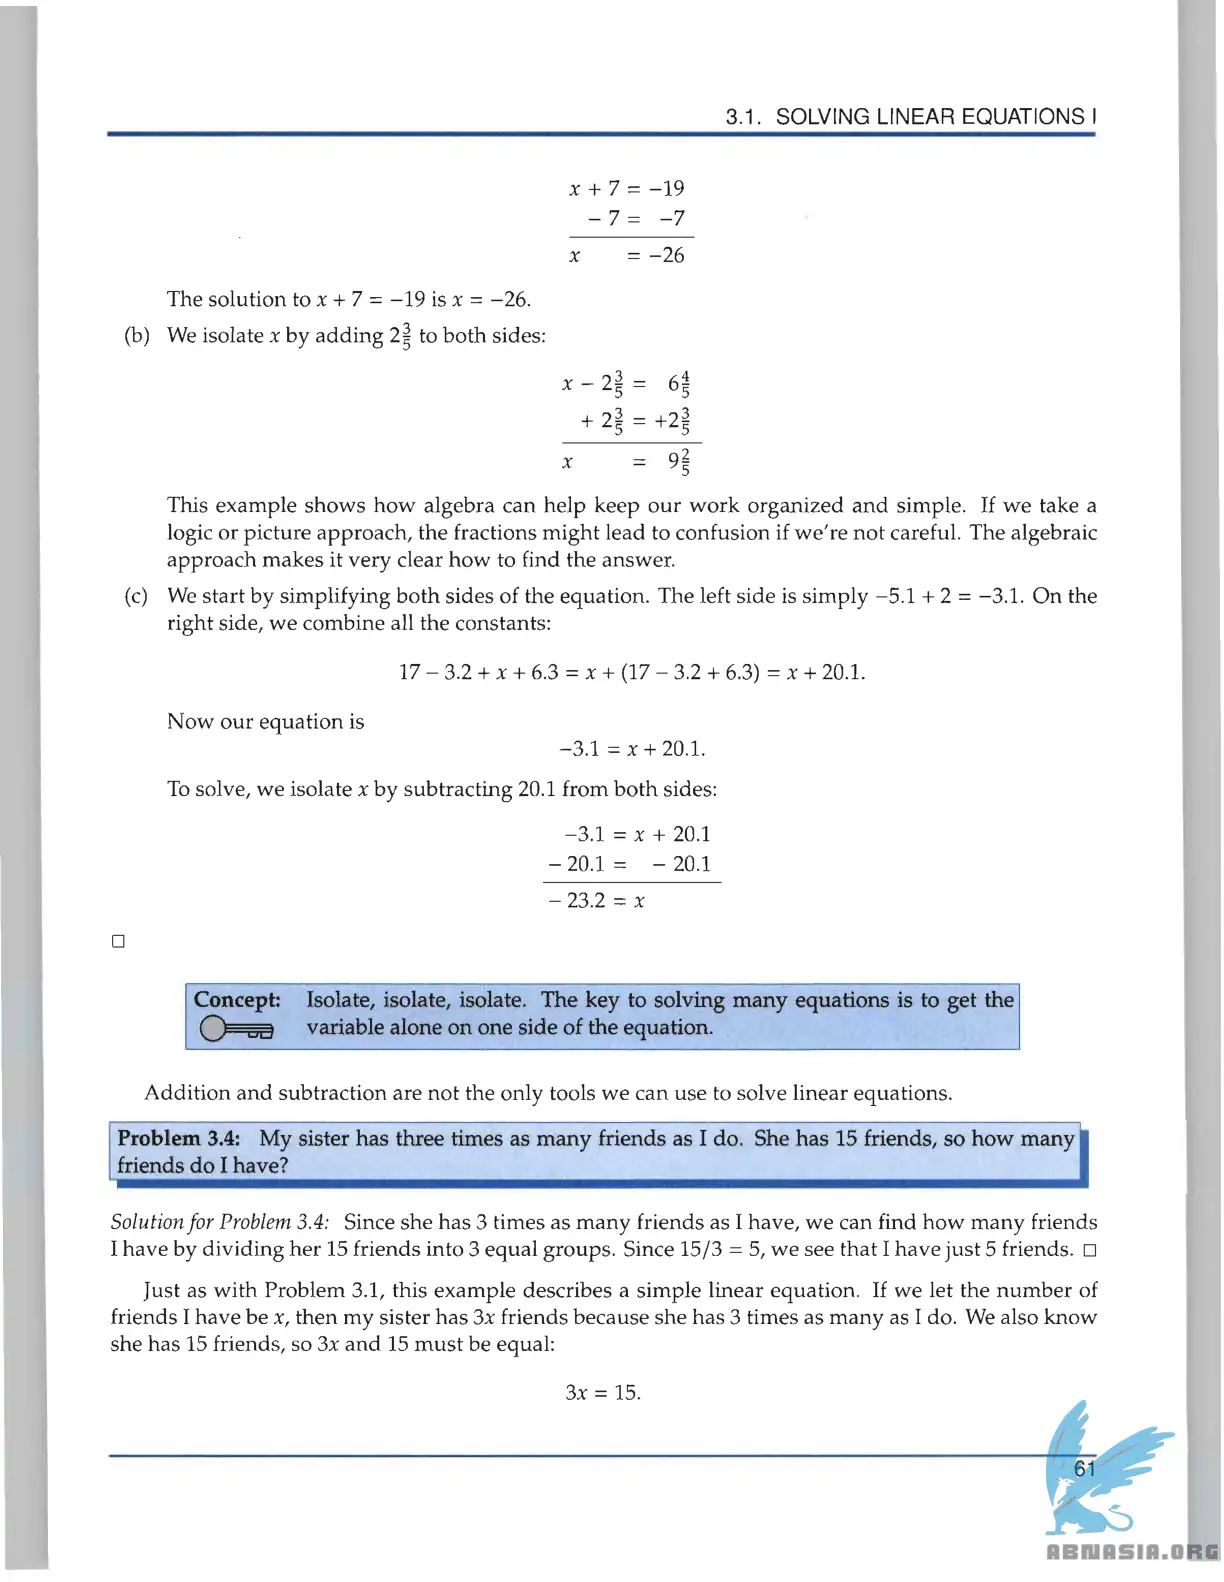 3.1. SOLVING LINEAR EQUATIONS I
x + 7 = −19
− 7 = −7
x = −26
The solution to x + 7 = −19 is x = −26.
(b) We isolate x by adding 2 3/5 to both sides:
x − 2 3/5 = 6 4/5
+ 2 3/5 = +2 3/5
x = 9 2/5
This example shows how algebra can help keep our work organized and simple. If we take a
logic or picture approach, the fractions might lead to confusion if we're not careful. The algebraic
approach makes it very clear how to find the answer.
(c) We start by simplifying both sides of the equation. The left side is simply −5.1 + 2 = −3.1. On the
right side, we combine all the constants:
17 − 3.2 + x + 6.3 = x + (17 − 3.2 + 6.3) = x + 20.1.
Now our equation is
−3.1 = x + 20.1.
To solve, we isolate x by subtracting 20.1 from both sides:
−3.1 = x + 20.1
− 20.1 = − 20.1
− 23.2 = x
□
Concept: Isolate, isolate, isolate. The key to solving many equations is to get the
variable alone on one side of the equation.
Addition and subtraction are not the only tools we can use to solve linear equations.
Problem 3.4: My sister has three times as many friends as I do. She has 15 friends, so how many
friends do I have?
Solution for Problem 3.4: Since she has 3 times as many friends as I have, we can find how many friends
I have by dividing her 15 friends into 3 equal groups. Since 15/3 = 5, we see that I have just 5 friends. □
Just as with Problem 3.1, this example describes a simple linear equation. If we let the number of
friends I have be x, then my sister has 3x friends because she has 3 times as many as I do. We also know
she has 15 friends, so 3x and 15 must be equal:
3x = 15.
61
ABNASIA.ORG